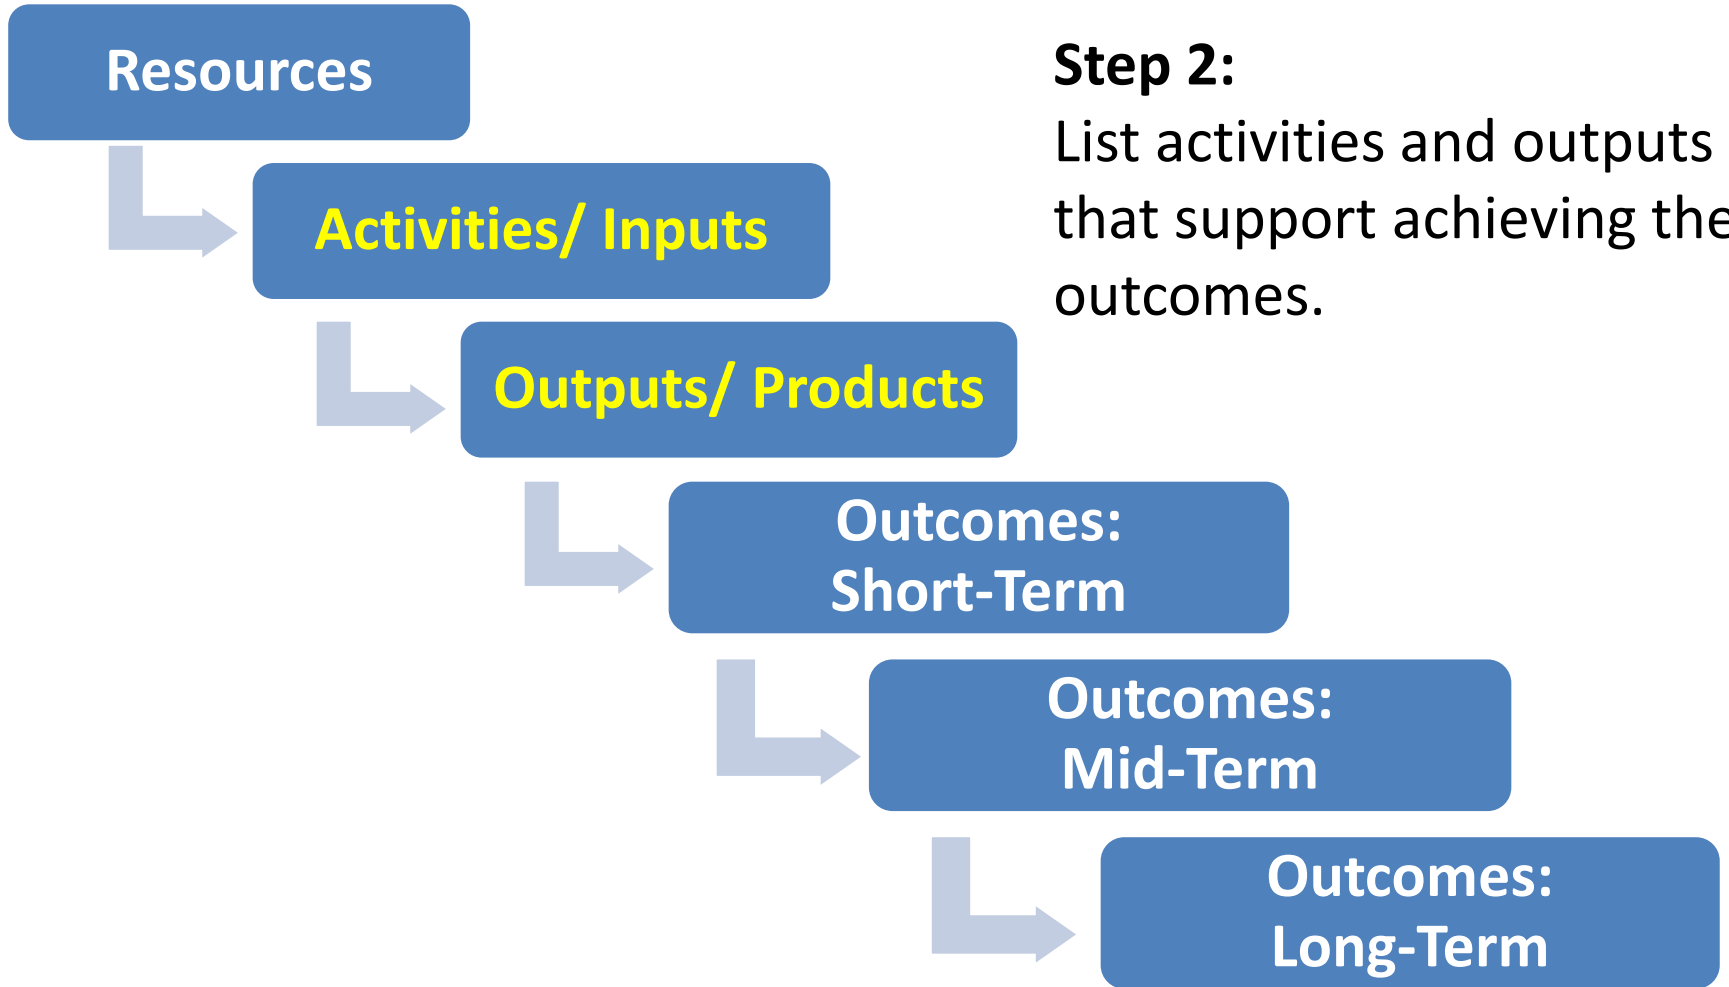 Resources
Step 2:
List activities and outputs
that support achieving the
outcomes.
Activities/ Inputs
Outputs/ Products
Outcomes:
Short-Term
Outcomes:
Mid-Term
Outcomes:
Long-Term